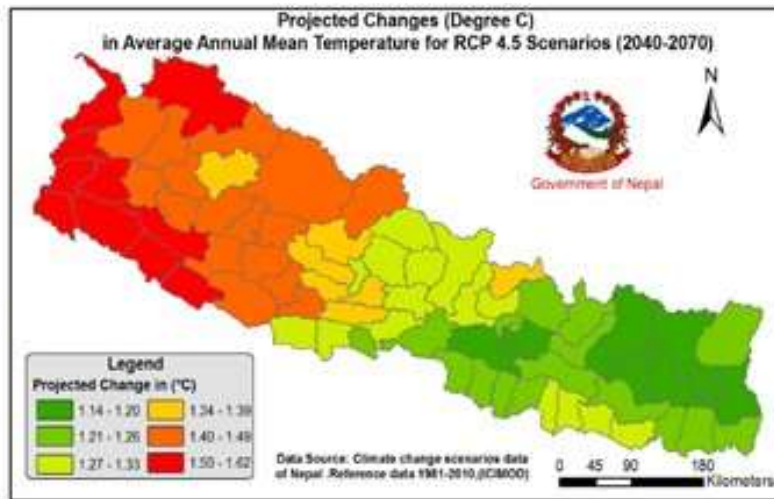 Projected Changes (Degree C)
in Average Annual Mean Temperature for RCP 4.5 Scenarios (2040-2070)
N
Government of Nepal
Legend
Projected Change in (°C)
1.14 - 1.20
1.34 - 1.39
1.21 - 1.26
1.40 - 1.49
1.27 - 1.33
1.50 - 1.62
Data Source: Climate change scenarios data
of Nepal .Reference data 1981-2010,(ICIMOD)
0 45 90 180
Kilometers